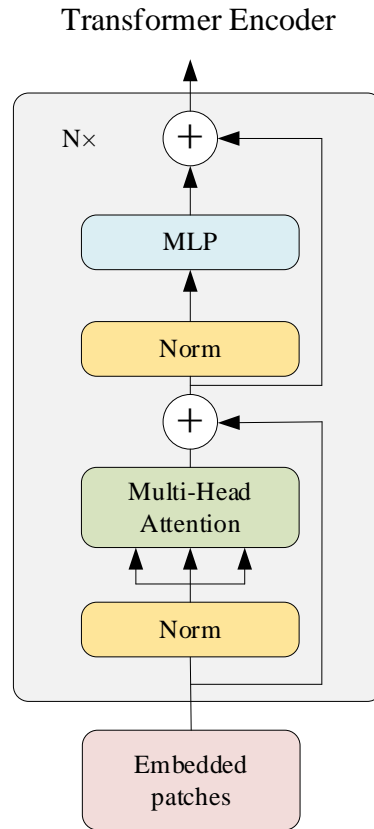 Transformer Encoder
N×
+
MLP
Norm
+
Multi-Head
Attention
Norm
Embedded
patches